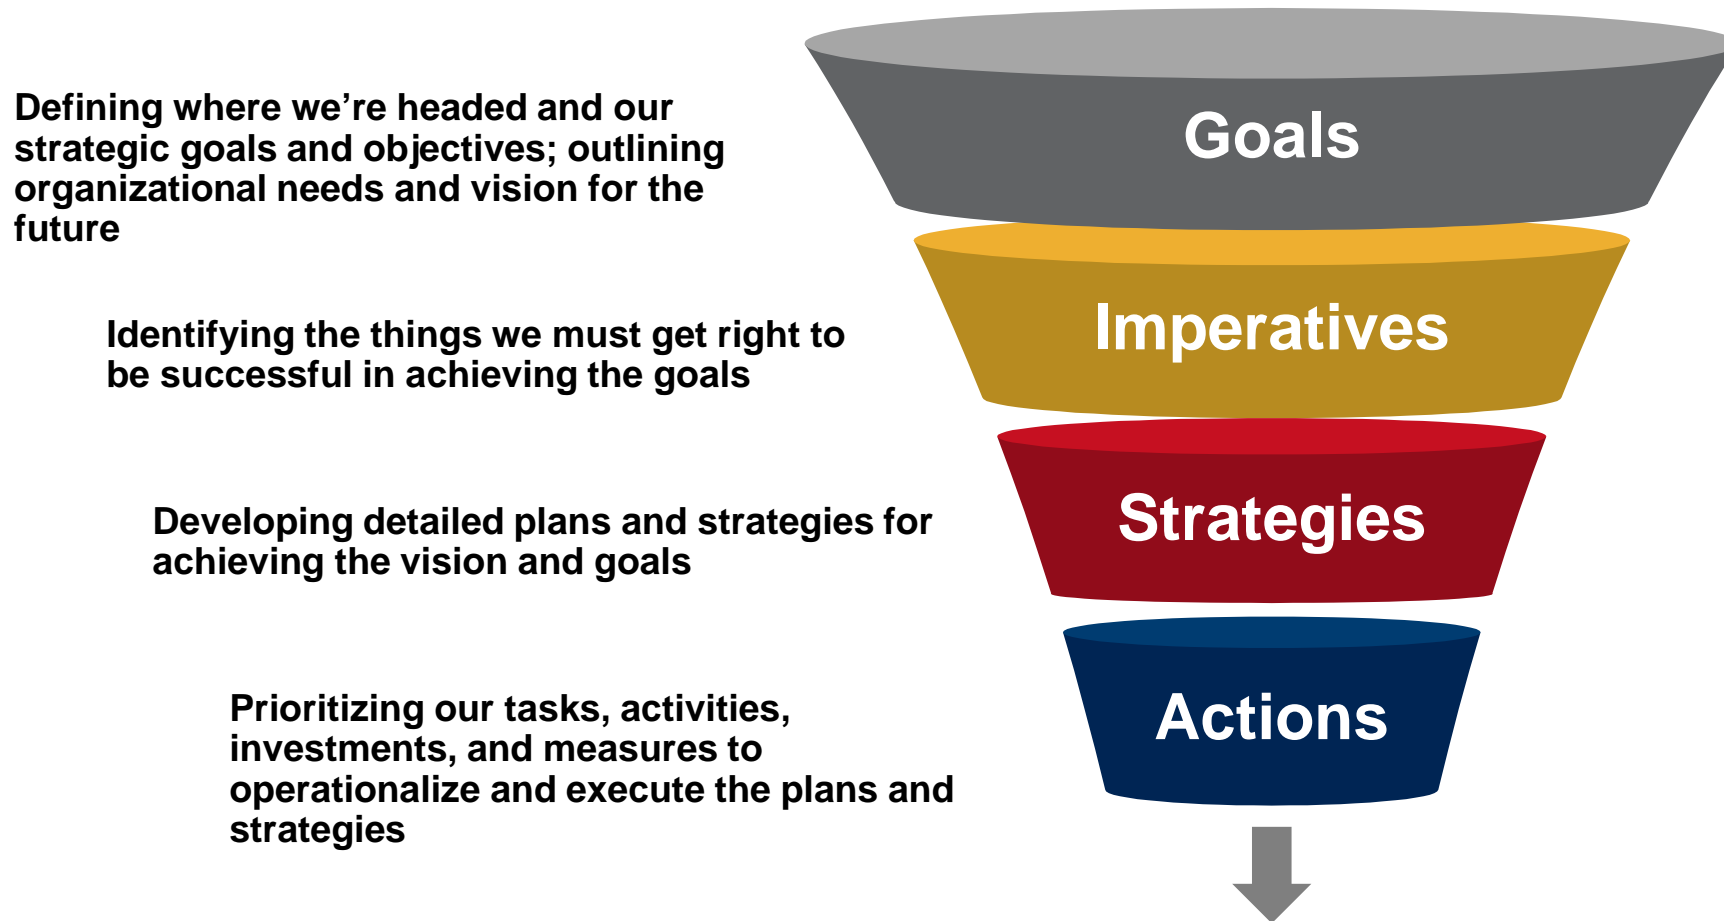 Defining where we’re headed and our
strategic goals and objectives; outlining
organizational needs and vision for the
future
Goals
Identifying the things we must get right to
be successful in achieving the goals
Imperatives
Developing detailed plans and strategies for
achieving the vision and goals
Strategies
Prioritizing our tasks, activities,
investments, and measures to
operationalize and execute the plans and
strategies
Actions